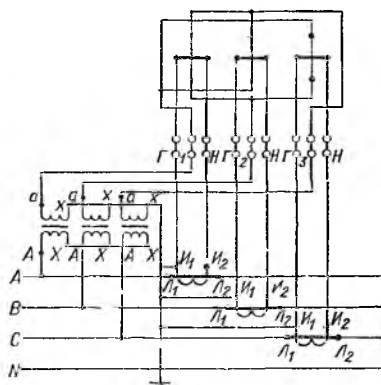 Г 1 Н Г 2 Н Г 3 Н
а х а х а х
А Х А Х А Х
И₁ И₂
А Л₁ Л₂ И₁ И₂
В Л₁ Л₂ И₁ И₂
С Л₁ Л₂
N